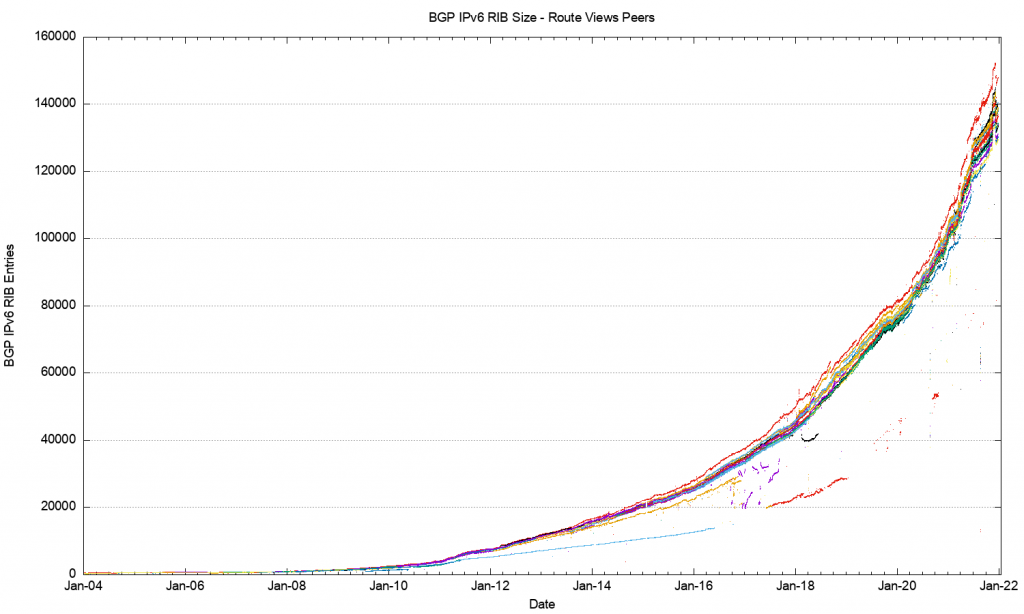 BGP IPv6 RIB Size - Route Views Peers
160000
140000
120000
100000
80000
60000
40000
20000
0
BGP IPv6 RIB Entries
Jan-04 Jan-06 Jan-08 Jan-10 Jan-12 Jan-14 Jan-16 Jan-18 Jan-20 Jan-22
Date